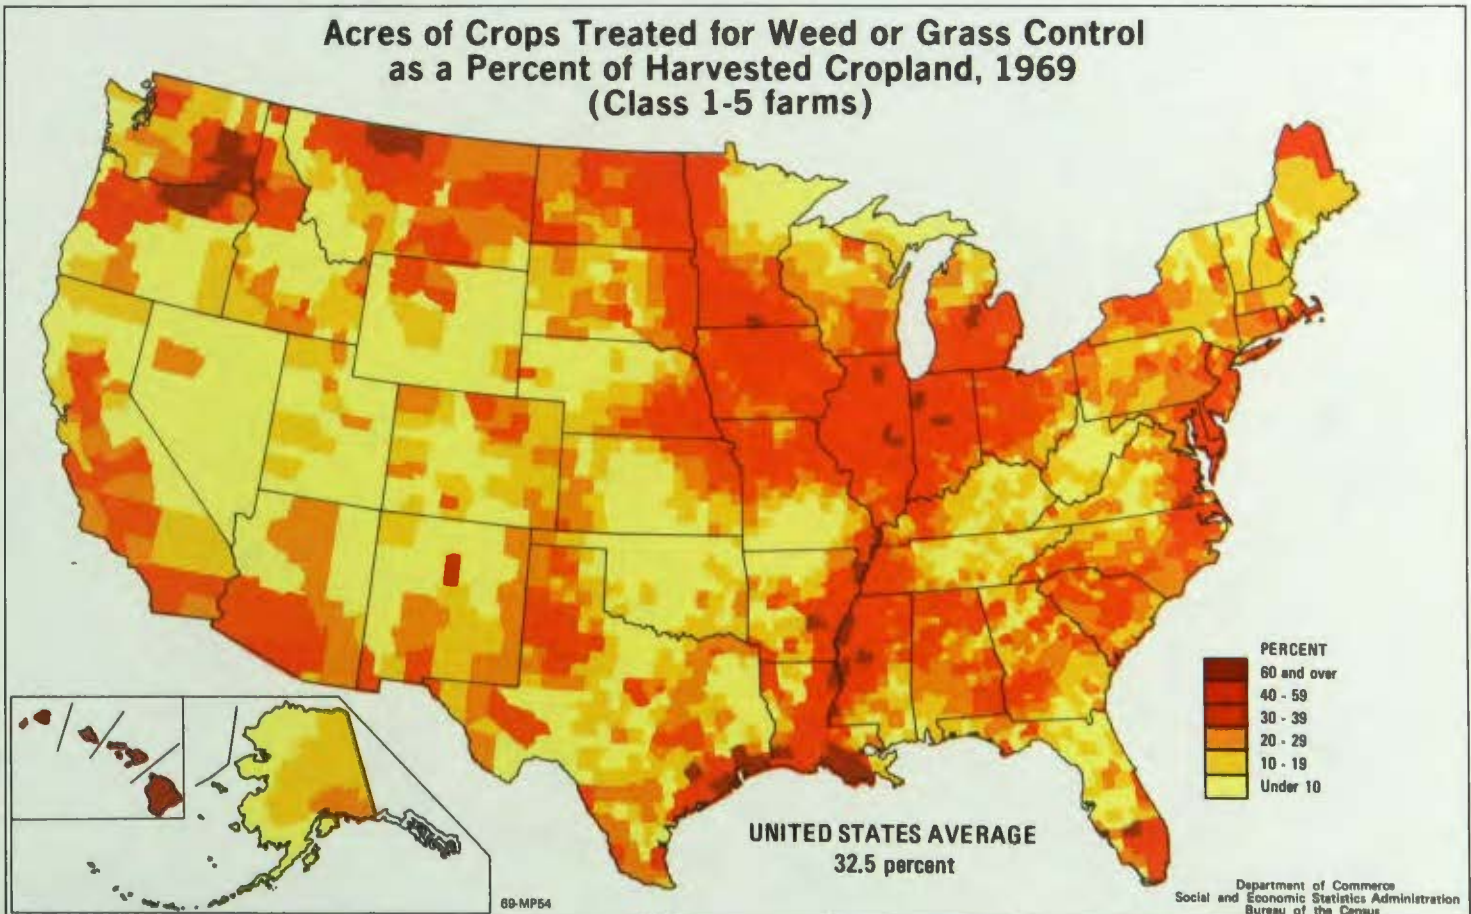 Acres of Crops Treated for Weed or Grass Control
as a Percent of Harvested Cropland, 1969
(Class 1-5 farms)
PERCENT
60 and over
40 - 59
30 - 39
20 - 29
10 - 19
Under 10
UNITED STATES AVERAGE
32.5 percent
69-MP54
Department of Commerce
Social and Economic Statistics Administration
Bureau of the Census